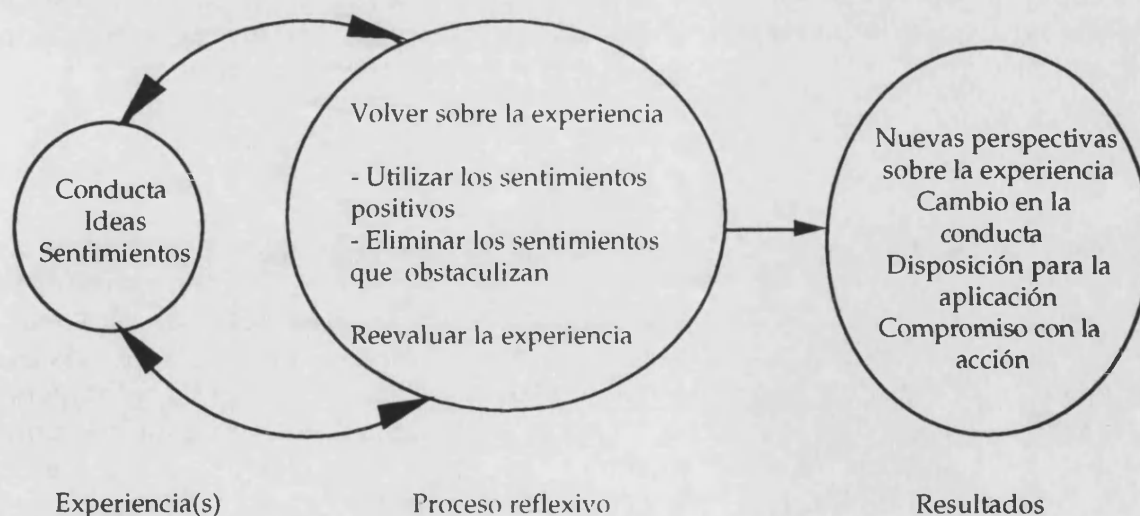 Conducta
Ideas
Sentimientos
Volver sobre la experiencia
- Utilizar los sentimientos
positivos
- Eliminar los sentimientos
que obstaculizan
Reevaluar la experiencia
Nuevas perspectivas
sobre la experiencia
Cambio en la
conducta
Disposición para la
aplicación
Compromiso con la
acción
Experiencia(s)
Proceso reflexivo
Resultados